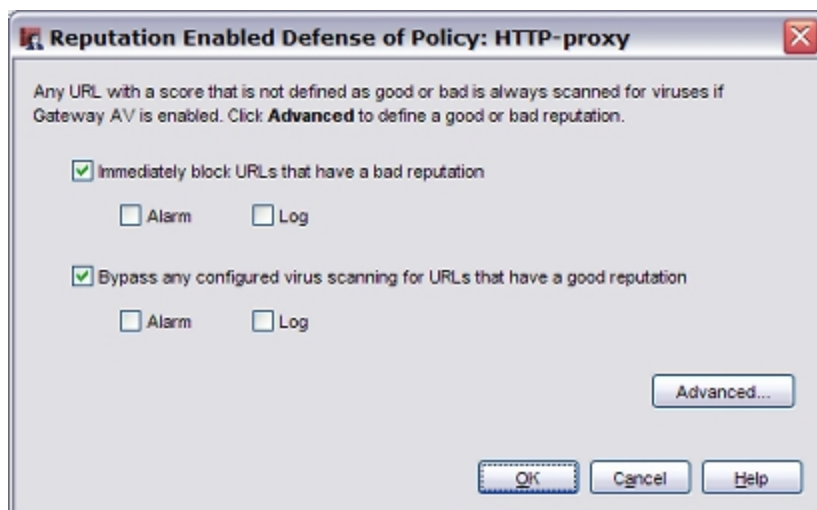 Reputation Enabled Defense of Policy: HTTP-proxy
Any URL with a score that is not defined as good or bad is always scanned for viruses if
Gateway AV is enabled. Click Advanced to define a good or bad reputation.
Immediately block URLs that have a bad reputation
Alarm Log
Bypass any configured virus scanning for URLs that have a good reputation
Alarm Log
Advanced...
OK Cancel Help